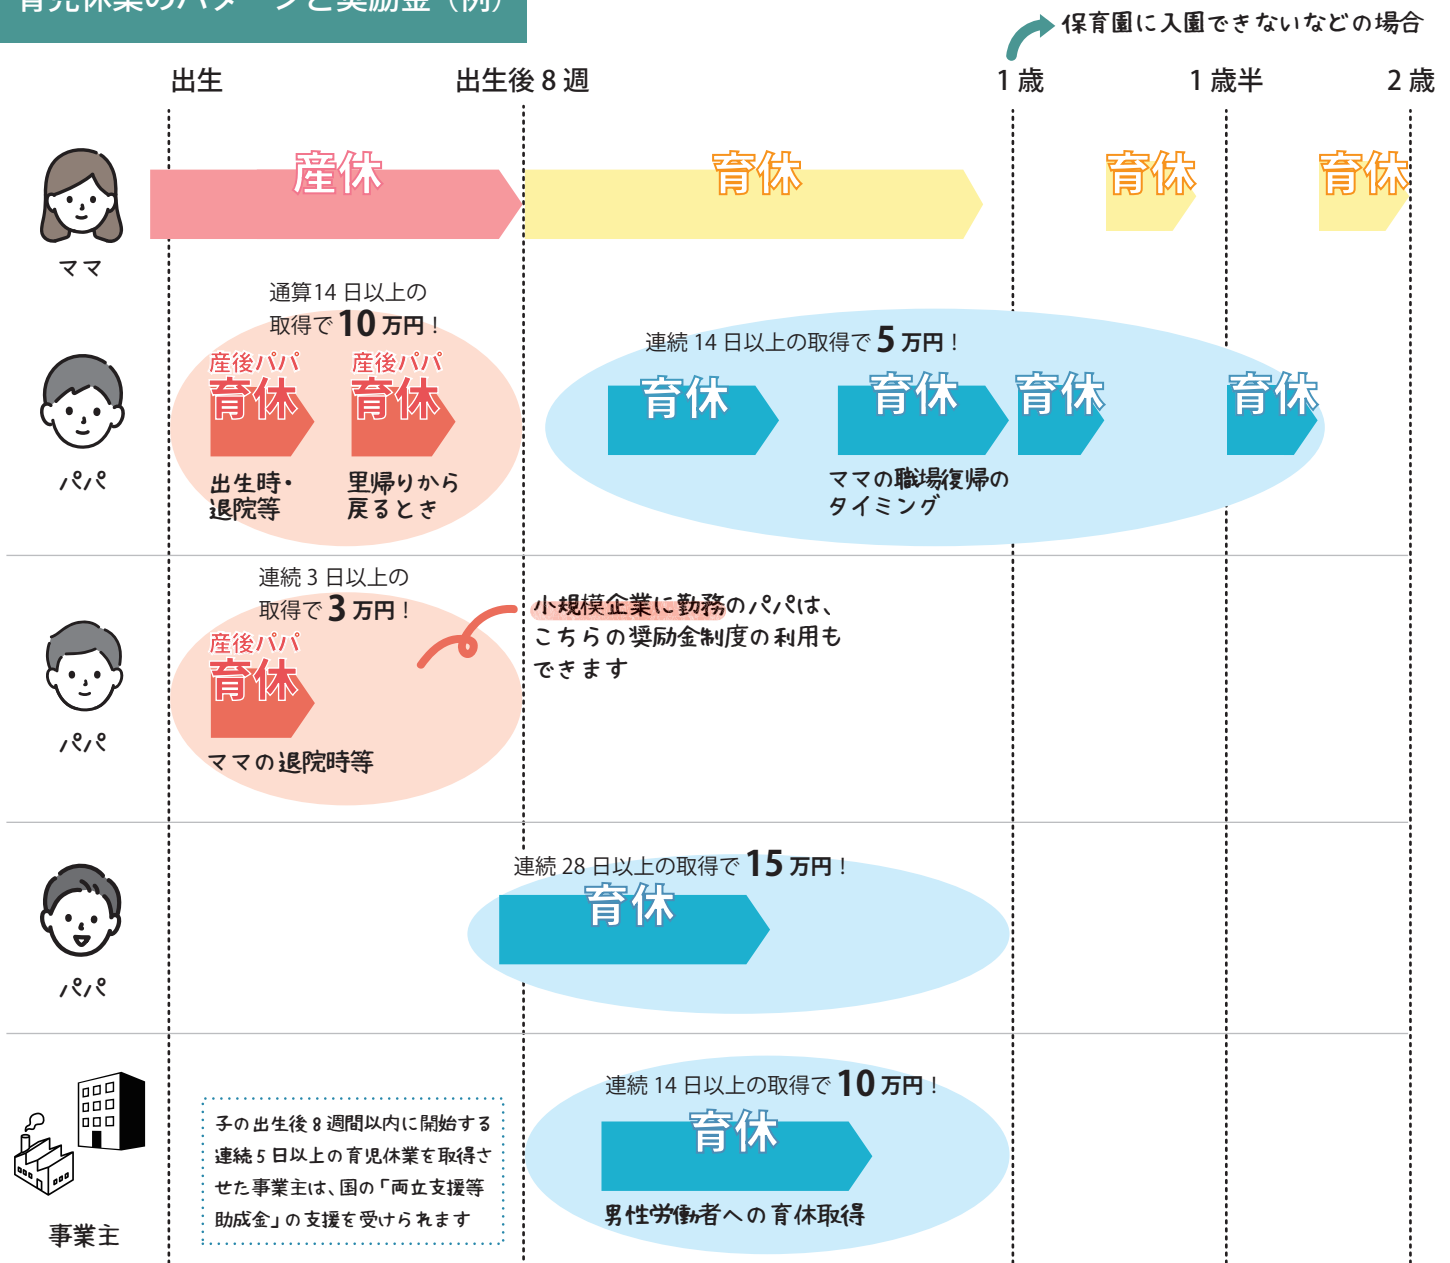 育児休業のパターンと奨励金（例）
保育園に入園できないなどの場合
出生
出生後 8 週
1 歳
1 歳半
2 歳
産休
育休
育休
育休
ママ
通算14 日以上の
取得で 10 万円！
産後パパ
育休
産後パパ
育休
出生時・
退院等
里帰りから
戻るとき
連続 14 日以上の取得で 5 万円！
育休
育休
育休
育休
ママの職場復帰の
タイミング
パパ
連続 3 日以上の
取得で 3 万円！
産後パパ
育休
ママの退院時等
小規模企業に勤務のパパは、
こちらの奨励金制度の利用も
できます
パパ
連続 28 日以上の取得で 15 万円！
育休
パパ
子の出生後 8 週間以内に開始する
連続 5 日以上の育児休業を取得さ
せた事業主は、国の「両立支援等
助成金」の支援を受けられます
連続 14 日以上の取得で 10 万円！
育休
男性労働者への育休取得
事業主